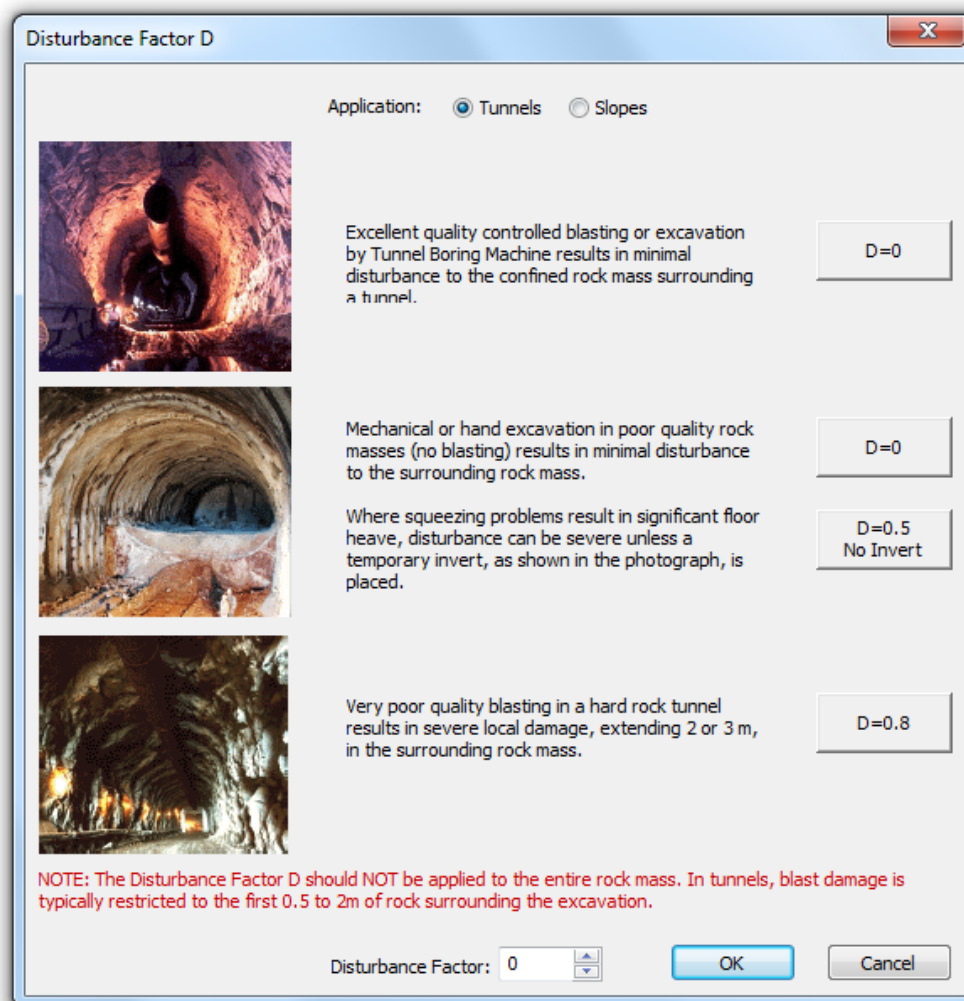 Disturbance Factor D
Application: Tunnels Slopes
Excellent quality controlled blasting or excavation
by Tunnel Boring Machine results in minimal
disturbance to the confined rock mass surrounding
a tunnel.
D=0
Mechanical or hand excavation in poor quality rock
masses (no blasting) results in minimal disturbance
to the surrounding rock mass.
D=0
Where squeezing problems result in significant floor
heave, disturbance can be severe unless a
temporary invert, as shown in the photograph, is
placed.
D=0.5
No Invert
Very poor quality blasting in a hard rock tunnel
results in severe local damage, extending 2 or 3 m,
in the surrounding rock mass.
D=0.8
NOTE: The Disturbance Factor D should NOT be applied to the entire rock mass. In tunnels, blast damage is
typically restricted to the first 0.5 to 2m of rock surrounding the excavation.
Disturbance Factor: 0 OK Cancel